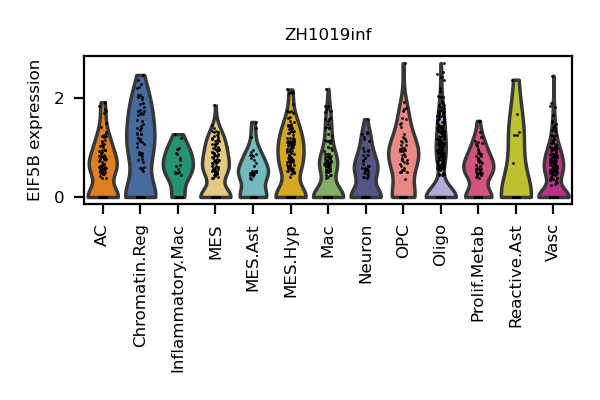 ZH1019inf
EIF5B expression
2
0
AC
Chromatin.Reg
Inflammatory.Mac
MES
MES.Ast
MES.Hyp
Mac
Neuron
OPC
Oligo
Prolif.Metab
Reactive.Ast
Vasc